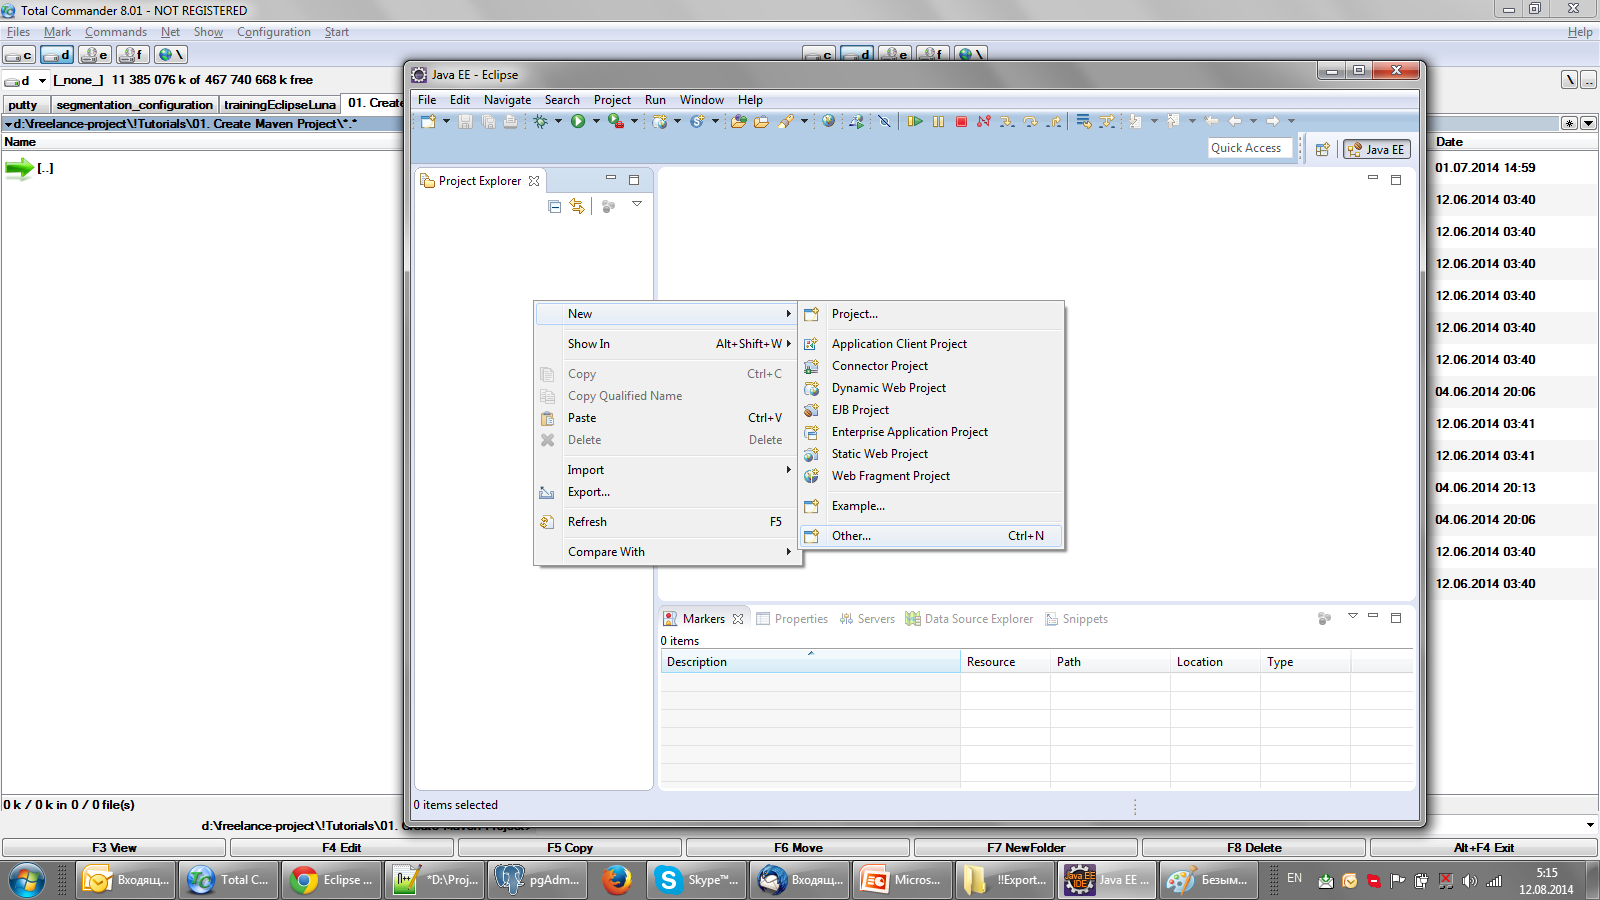 Total Commander 8.01 - NOT REGISTERED
Files Mark Commands Net Show Configuration Start Help
c d e f \ c d e f \
d [_none_] 11 385 076 k of 467 740 668 k free \ ..
putty segmentation_configuration trainingEclipseLuna 01. Create
d:\freelance-project\!Tutorials\01. Create Maven Project\*.* *
Name
[..]
Date
01.07.2014 14:59
12.06.2014 03:40
12.06.2014 03:40
12.06.2014 03:40
12.06.2014 03:40
12.06.2014 03:40
12.06.2014 03:40
04.06.2014 20:06
12.06.2014 03:41
12.06.2014 03:41
04.06.2014 20:13
04.06.2014 20:06
12.06.2014 03:40
12.06.2014 03:40
Java EE - Eclipse
File Edit Navigate Search Project Run Window Help
Quick Access Java EE
Project Explorer
New
Show In Alt+Shift+W
Copy Ctrl+C
Copy Qualified Name
Paste Ctrl+V
Delete Delete
Import
Export...
Refresh F5
Compare With
Project...
Application Client Project
Connector Project
Dynamic Web Project
EJB Project
Enterprise Application Project
Static Web Project
Web Fragment Project
Example...
Other... Ctrl+N
Markers Properties Servers Data Source Explorer Snippets
0 items
Description Resource Path Location Type
0 items selected
0 k / 0 k in 0 / 0 file(s)
d:\freelance-project\!Tutorials\01. Create Maven Project>
F3 View F4 Edit F5 Copy F6 Move F7 NewFolder F8 Delete Alt+F4 Exit
Входящ... Total C... Eclipse ... *D:\Proj... pgAdm... Skype™... Входящ... Micros... !!Export... Java EE ... Безым... EN 5:15
12.08.2014